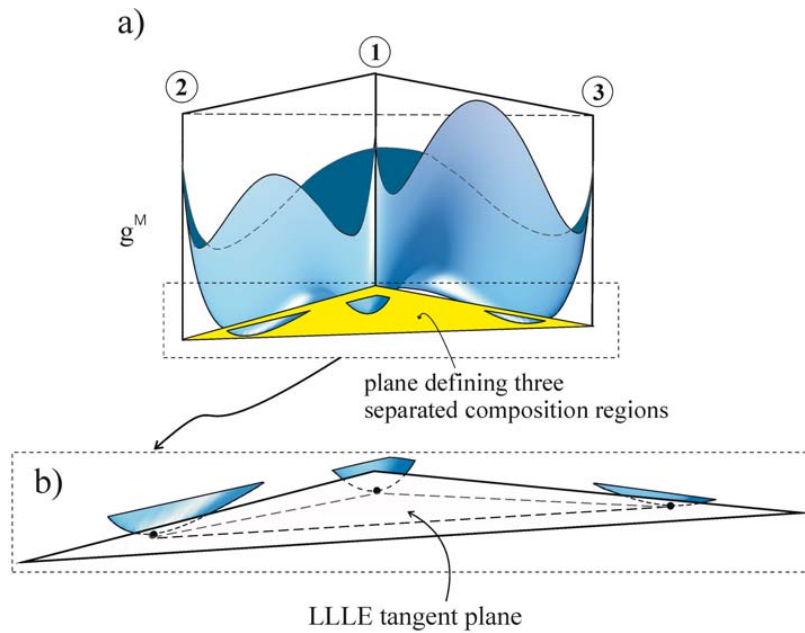 a)
1
2
3
g^M
plane defining three
separated composition regions
b)
LLLE tangent plane